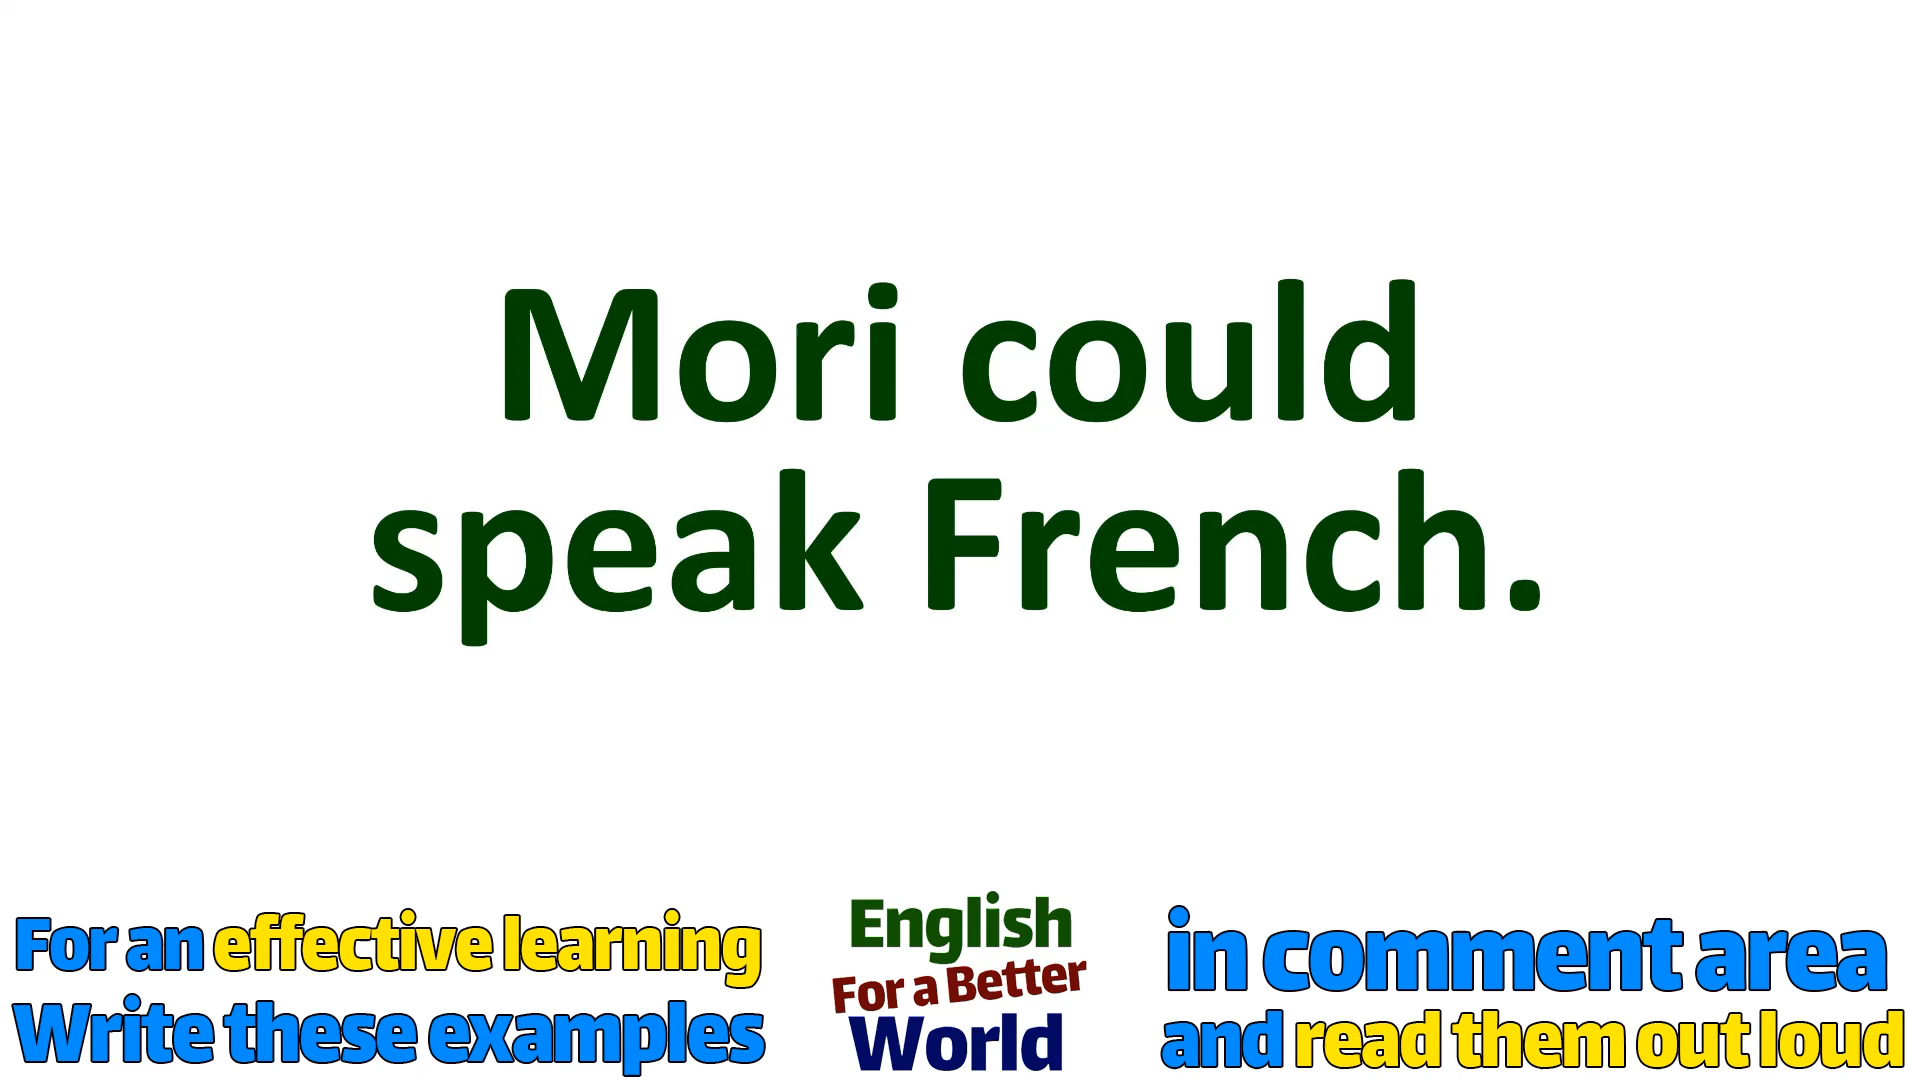 Mori could
speak French.
For an effective learning
Write these examples
English
For a Better
World
in comment area
and read them out loud